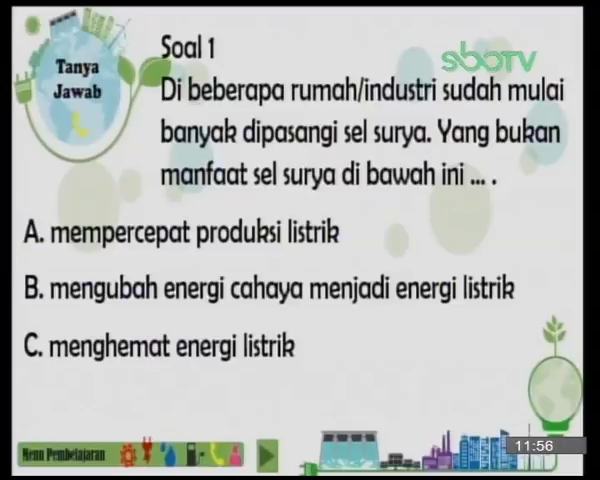 Tanya
Jawab
Soal 1
sboTV
Di beberapa rumah/industri sudah mulai
banyak dipasangi sel surya. Yang bukan
manfaat sel surya di bawah ini ... .
A. mempercepat produksi listrik
B. mengubah energi cahaya menjadi energi listrik
C. menghemat energi listrik
Menu Pembelajaran
11:56